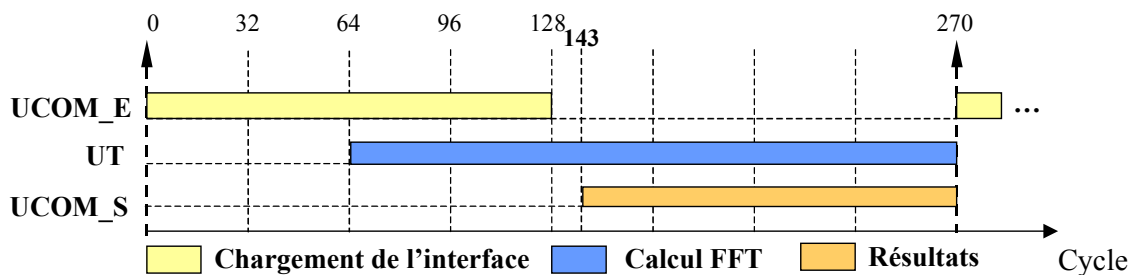 0 32 64 96 128 143 270
UCOM_E ...
UT
UCOM_S
Chargement de l'interface Calcul FFT Résultats Cycle